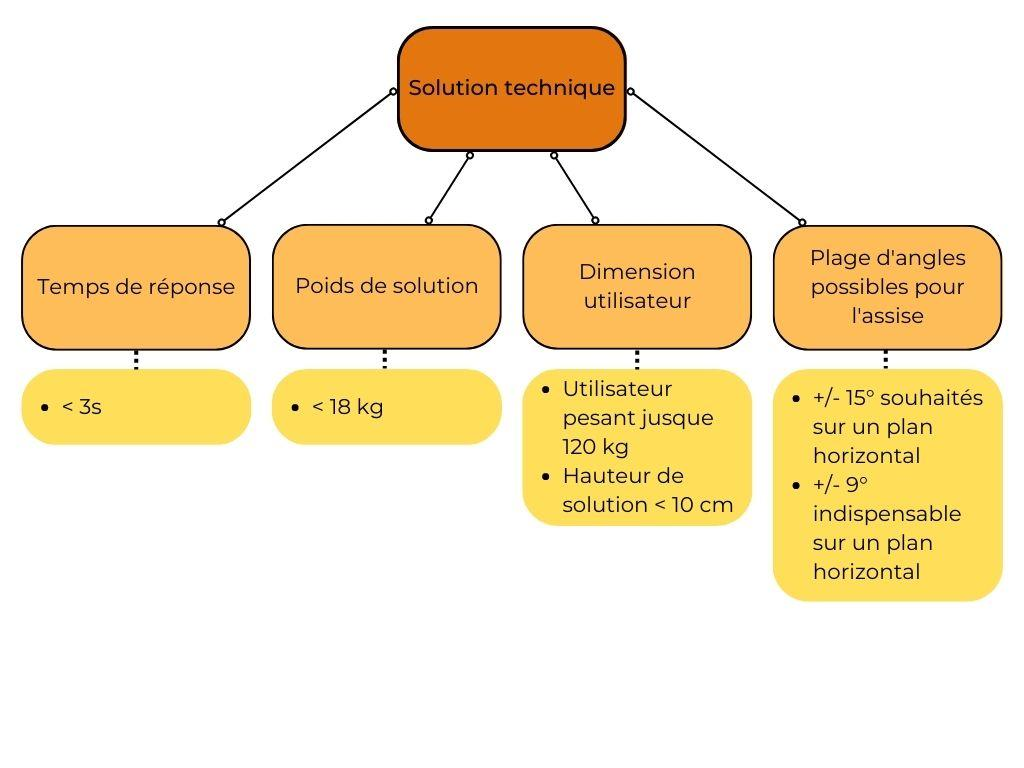 Solution technique
Temps de réponse
Poids de solution
Dimension
utilisateur
Plage d'angles
possibles pour
l'assise
• < 3s
• < 18 kg
• Utilisateur
pesant jusque
120 kg
• Hauteur de
solution < 10 cm
• +/- 15° souhaités
sur un plan
horizontal
• +/- 9°
indispensable
sur un plan
horizontal